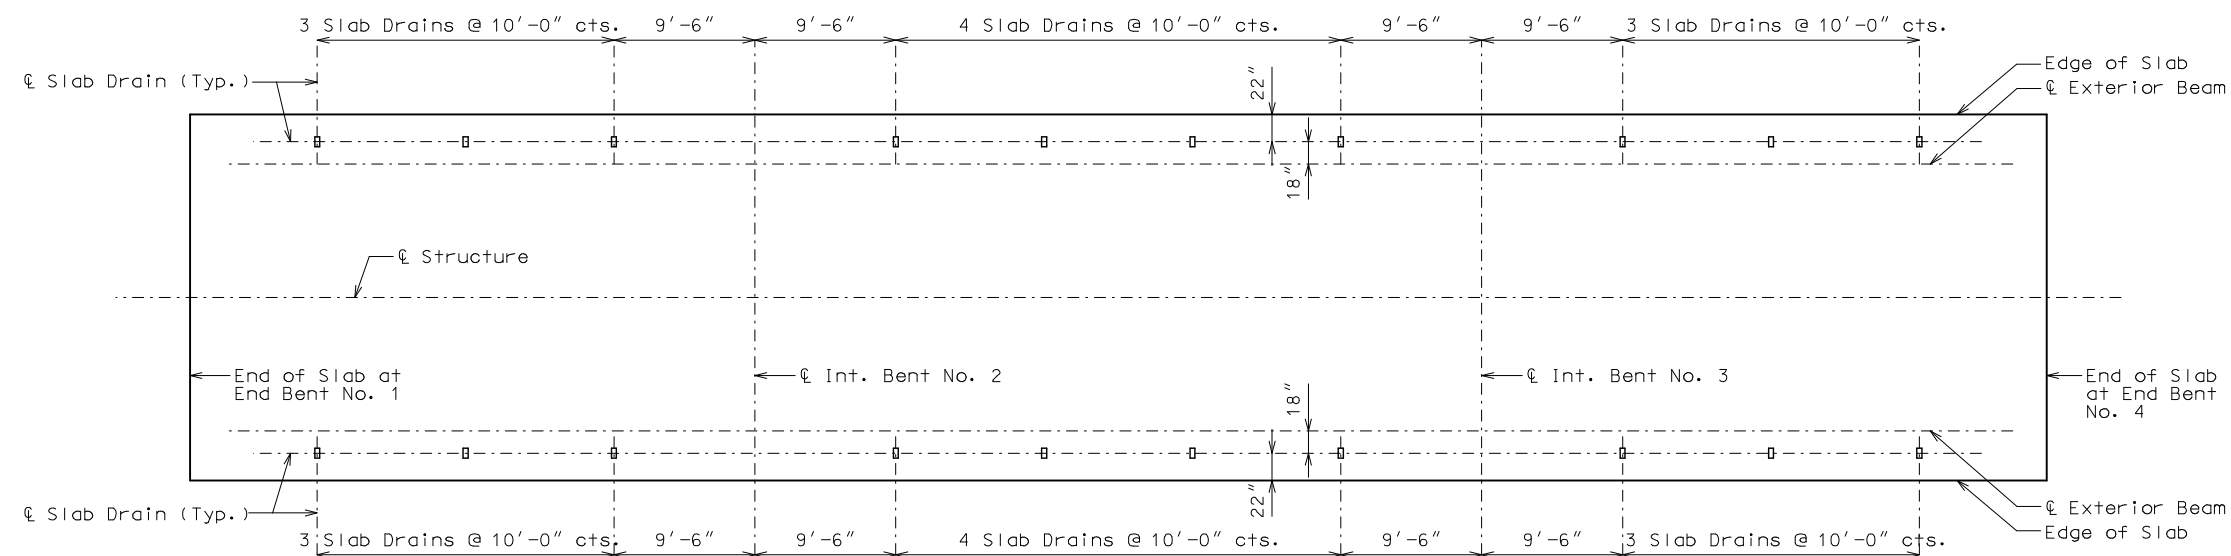 3 Slab Drains @ 10'-0" cts. 9'-6" 9'-6" 4 Slab Drains @ 10'-0" cts. 9'-6" 9'-6" 3 Slab Drains @ 10'-0" cts.
℄ Slab Drain (Typ.)
22"
Edge of Slab
℄ Exterior Beam
18"
℄ Structure
End of Slab at
End Bent No. 1
℄ Int. Bent No. 2
℄ Int. Bent No. 3
End of Slab
at End Bent
No. 4
18"
22"
℄ Slab Drain (Typ.)
℄ Exterior Beam
Edge of Slab
3 Slab Drains @ 10'-0" cts. 9'-6" 9'-6" 4 Slab Drains @ 10'-0" cts. 9'-6" 9'-6" 3 Slab Drains @ 10'-0" cts.